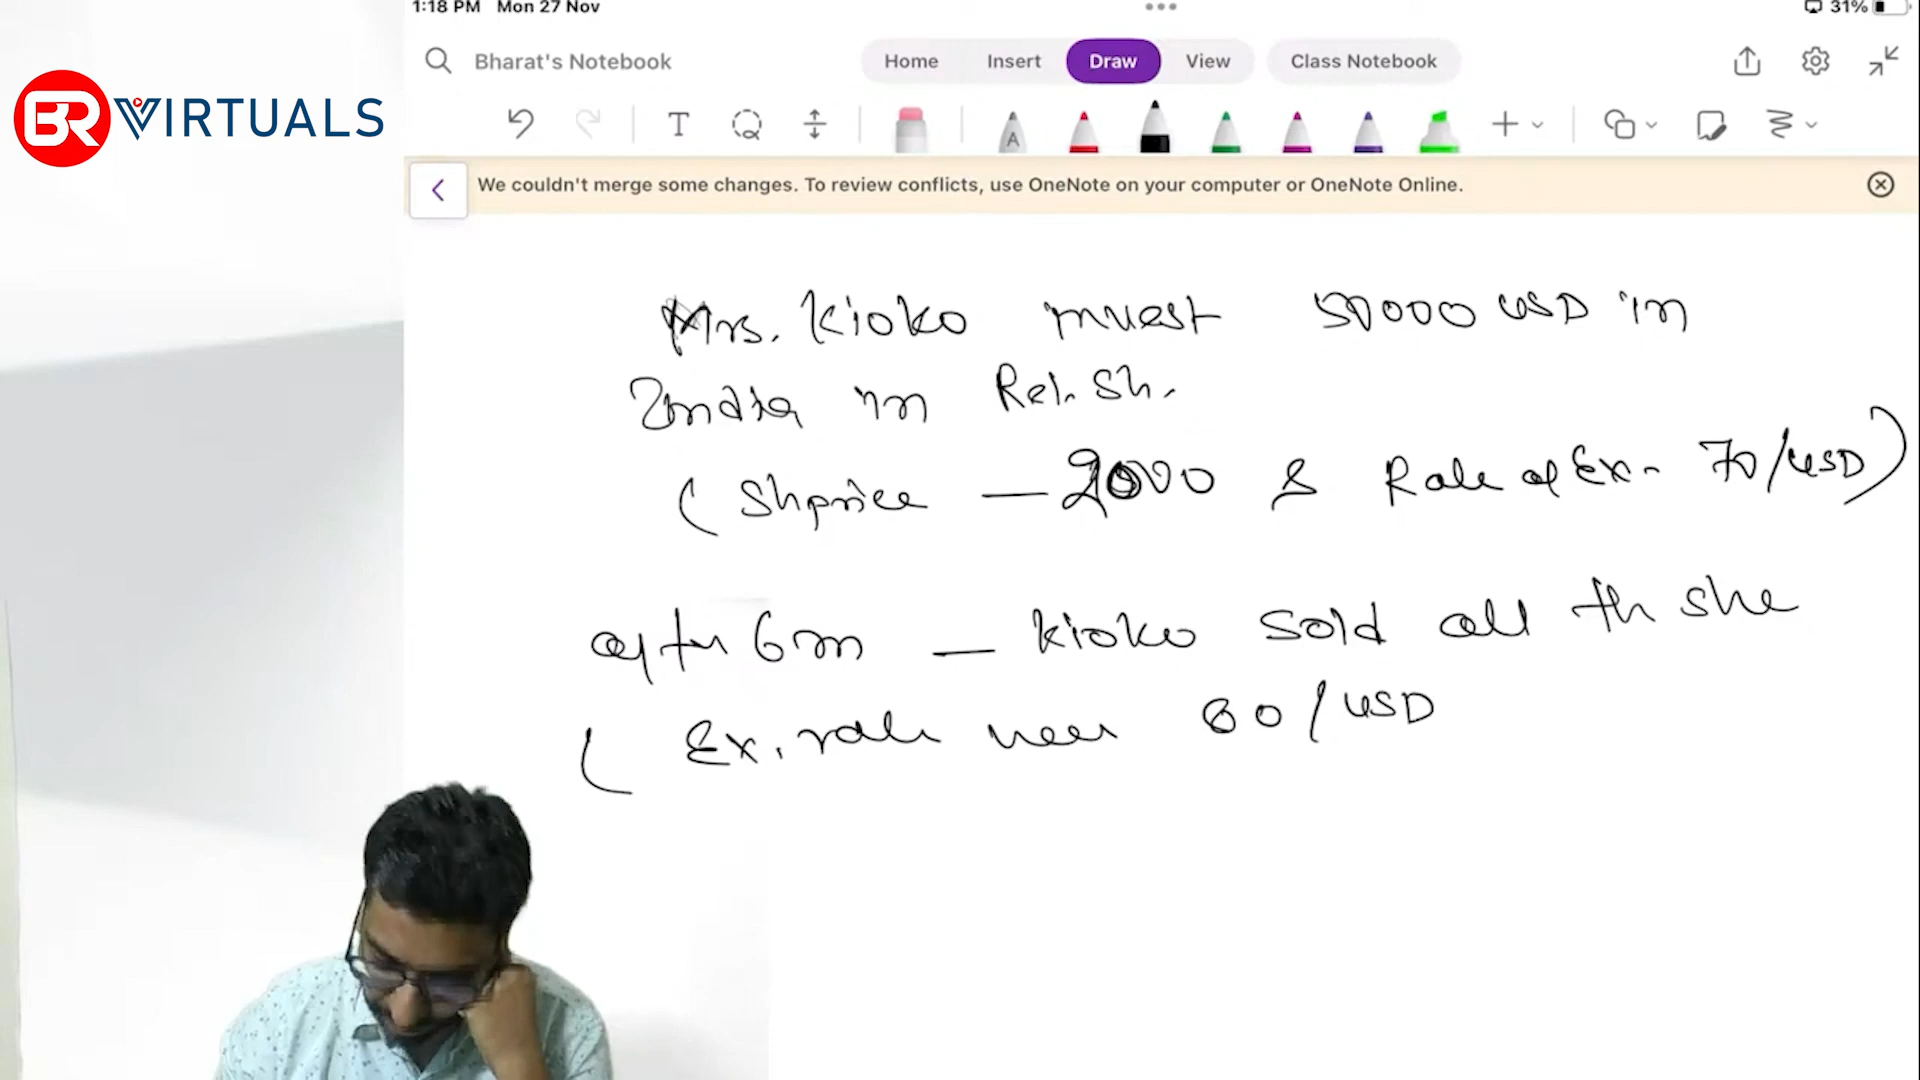 1:18 PM Mon 27 Nov
31%
BR VIRTUALS
Bharat's Notebook
Home Insert Draw View Class Notebook
T
A
We couldn't merge some changes. To review conflicts, use OneNote on your computer or OneNote Online.
Mrs. Kioko invest 50000 USD in
India in Rel. Sh.
( Sh price — 2000 & Rate of Ex - 70/USD)
after 6m — Kioko sold all th she
( Ex. rate 80/USD